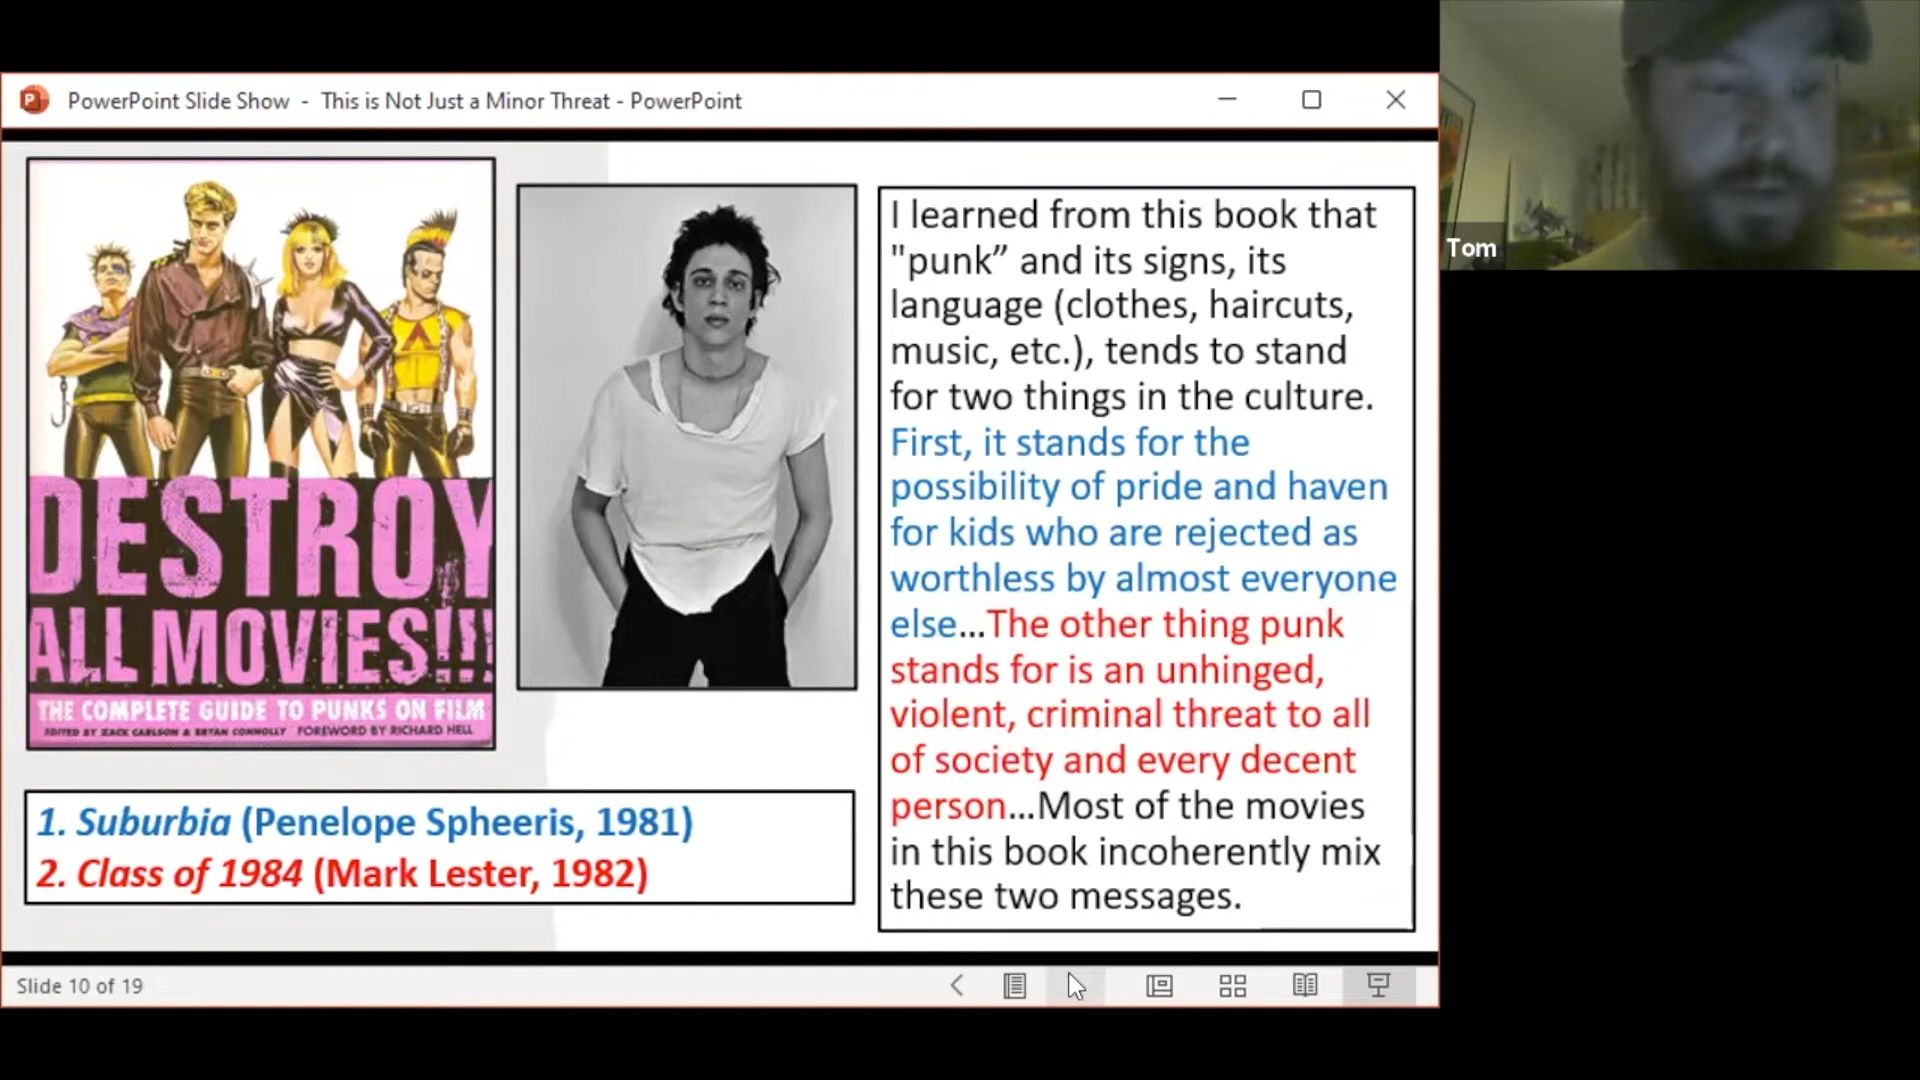 PowerPoint Slide Show - This is Not Just a Minor Threat - PowerPoint
DESTROY
ALL MOVIES!!!
THE COMPLETE GUIDE TO PUNKS ON FILM
EDITED BY ZACK CARLSON & BRYAN CONNOLLY FOREWORD BY RICHARD HELL
1. Suburbia (Penelope Spheeris, 1981)
2. Class of 1984 (Mark Lester, 1982)
I learned from this book that
"punk” and its signs, its
language (clothes, haircuts,
music, etc.), tends to stand
for two things in the culture.
First, it stands for the
possibility of pride and haven
for kids who are rejected as
worthless by almost everyone
else…The other thing punk
stands for is an unhinged,
violent, criminal threat to all
of society and every decent
person…Most of the movies
in this book incoherently mix
these two messages.
Slide 10 of 19
Tom